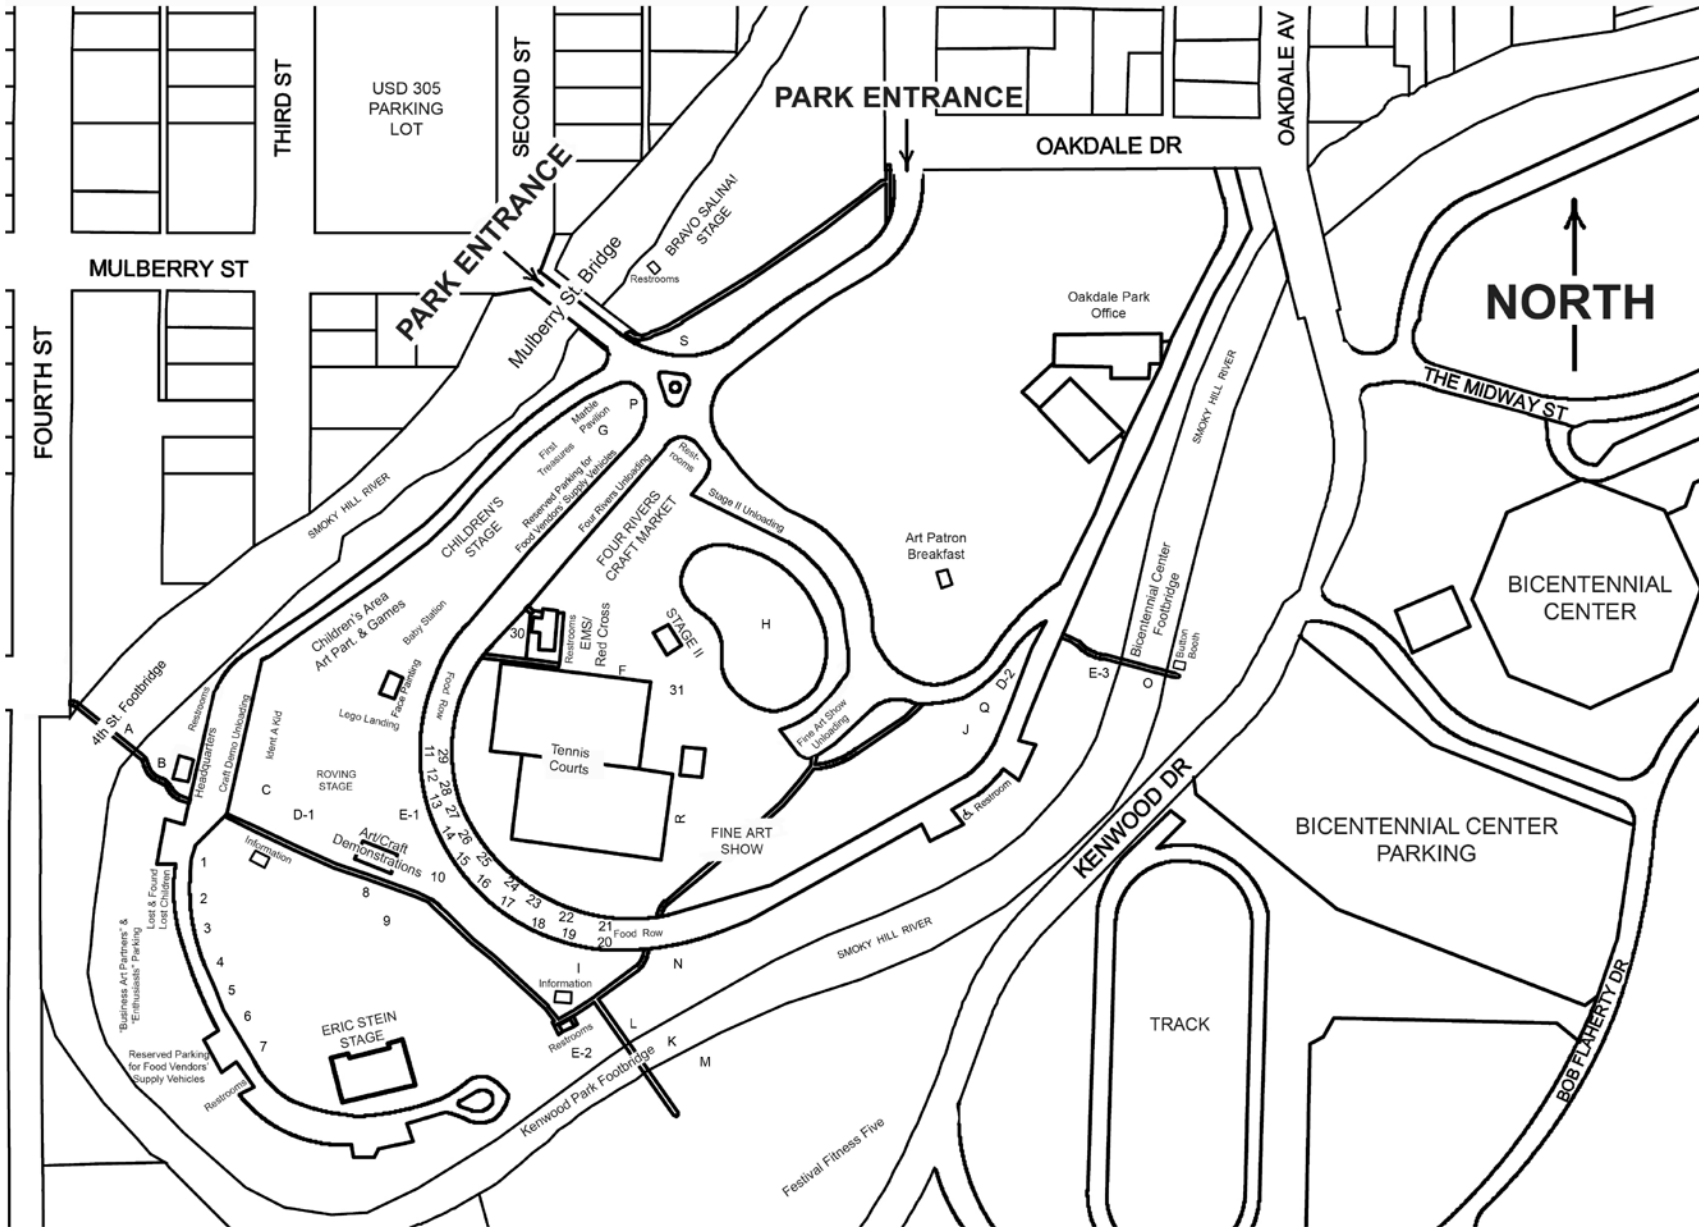 USD 305
PARKING
LOT
THIRD ST
SECOND ST
OAKDALE AV
PARK ENTRANCE
OAKDALE DR
PARK ENTRANCE
BRAVO SALINA!
STAGE
Restrooms
MULBERRY ST
Mulberry St. Bridge
S
Oakdale Park
Office
NORTH
THE MIDWAY ST
FOURTH ST
SMOKY HILL RIVER
SMOKY HILL RIVER
P
Marble
Pavilion
G
First
Treasures
Reserved Parking for
Food Vendors' Supply Vehicles
Four Rivers Unloading
Rest-
rooms
Stage II Unloading
CHILDREN'S
STAGE
FOUR RIVERS
CRAFT MARKET
Art Patron
Breakfast
BICENTENNIAL
CENTER
Bicentennial Center
Footbridge
Button
Booth
Children's Area
Art Part. & Games
Baby Station
30
Restrooms
EMS/
Red Cross
STAGE II
H
F
31
E-3
O
D-2
Q
J
4th St. Footbridge
A
B
Restrooms
Headquarters
Craft Demo Unloading
Ident A Kid
Face Painting
Lego Landing
Food Row
Fine Art Show
Unloading
Tennis
Courts
ROVING
STAGE
C
D-1
E-1
R
FINE ART
SHOW
Restroom
KENWOOD DR
BICENTENNIAL CENTER
PARKING
Information
Art/Craft
Demonstrations
11
12
13
14
15
16
17
18
19
20
29
28
27
26
25
24
23
22
21
Food Row
10
8
9
1
2
3
4
5
6
7
Lost & Found
Lost Children
"Business Art Partners" &
"Enthusiasts" Parking
SMOKY HILL RIVER
I
N
Information
Restrooms
E-2
L
K
M
Kenwood Park Footbridge
ERIC STEIN
STAGE
Reserved Parking
for Food Vendors'
Supply Vehicles
Restrooms
TRACK
BOB FLAHERTY DR
Festival Fitness Five